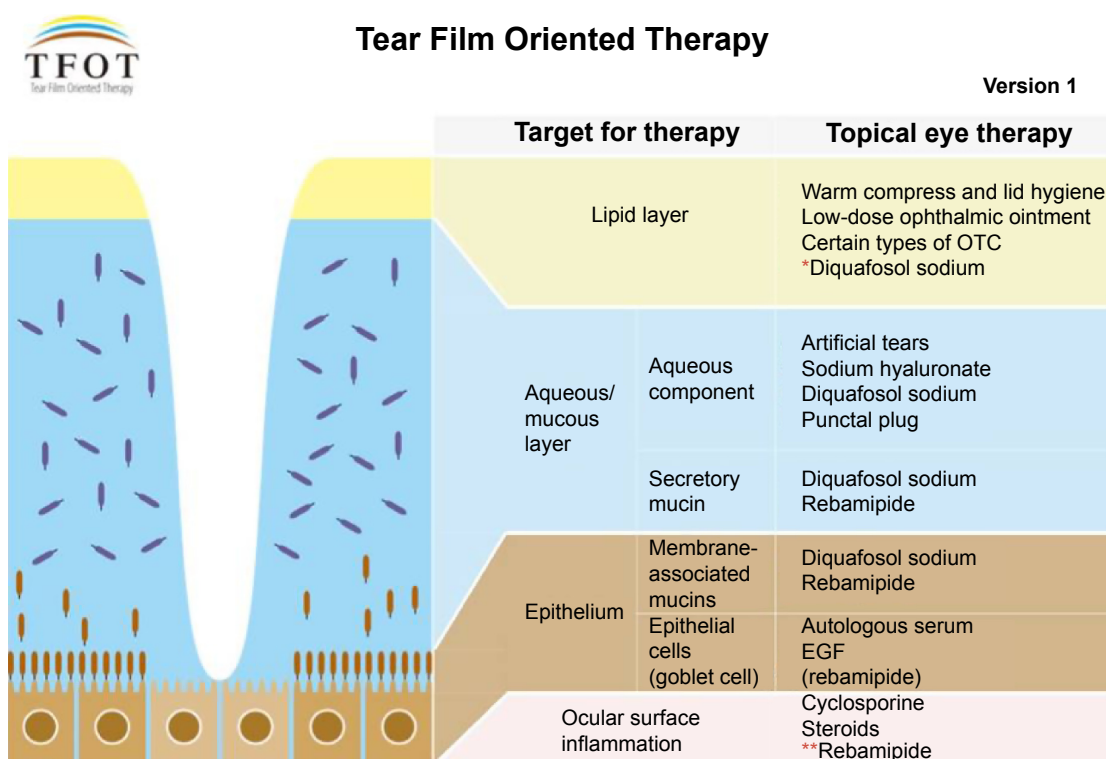 TFOT
Tear Film Oriented Therapy
Tear Film Oriented Therapy
Version 1
Target for therapy
Topical eye therapy
Lipid layer
Warm compress and lid hygiene
Low-dose ophthalmic ointment
Certain types of OTC
*Diquafosol sodium
Aqueous/
mucous
layer
Aqueous
component
Artificial tears
Sodium hyaluronate
Diquafosol sodium
Punctal plug
Secretory
mucin
Diquafosol sodium
Rebamipide
Epithelium
Membrane-
associated
mucins
Diquafosol sodium
Rebamipide
Epithelial
cells
(goblet cell)
Autologous serum
EGF
(rebamipide)
Ocular surface
inflammation
Cyclosporine
Steroids
**Rebamipide